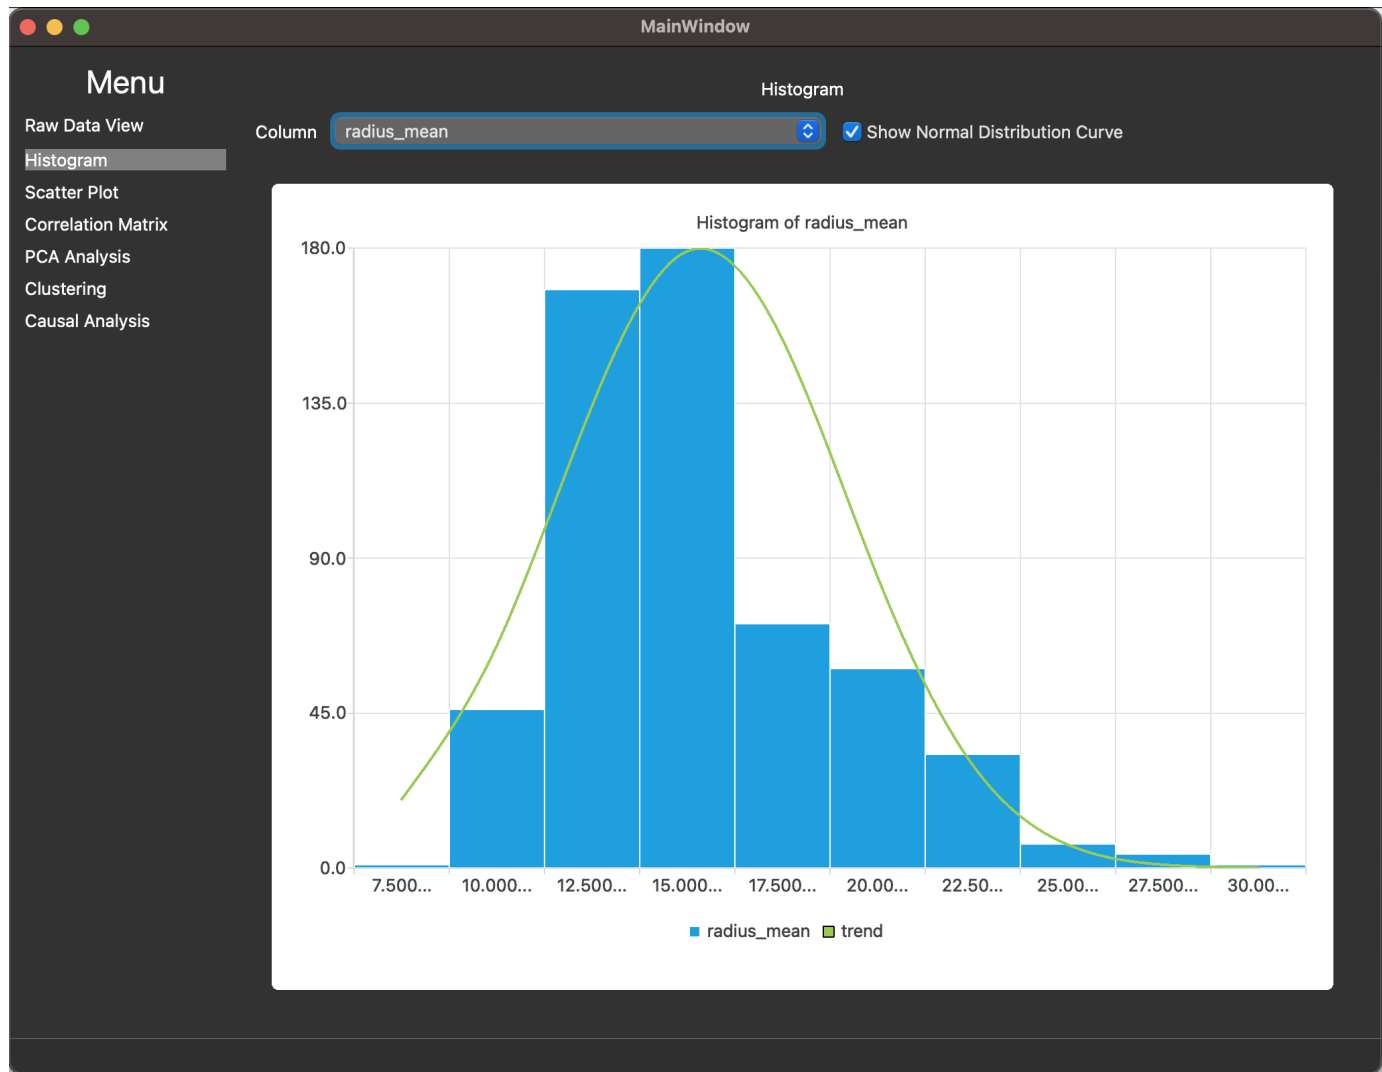 MainWindow
Menu
Raw Data View
Histogram
Scatter Plot
Correlation Matrix
PCA Analysis
Clustering
Causal Analysis
Histogram
Column radius_mean Show Normal Distribution Curve
Histogram of radius_mean
180.0
135.0
90.0
45.0
0.0
7.500... 10.000... 12.500... 15.000... 17.500... 20.00... 22.50... 25.00... 27.500... 30.00...
radius_mean trend